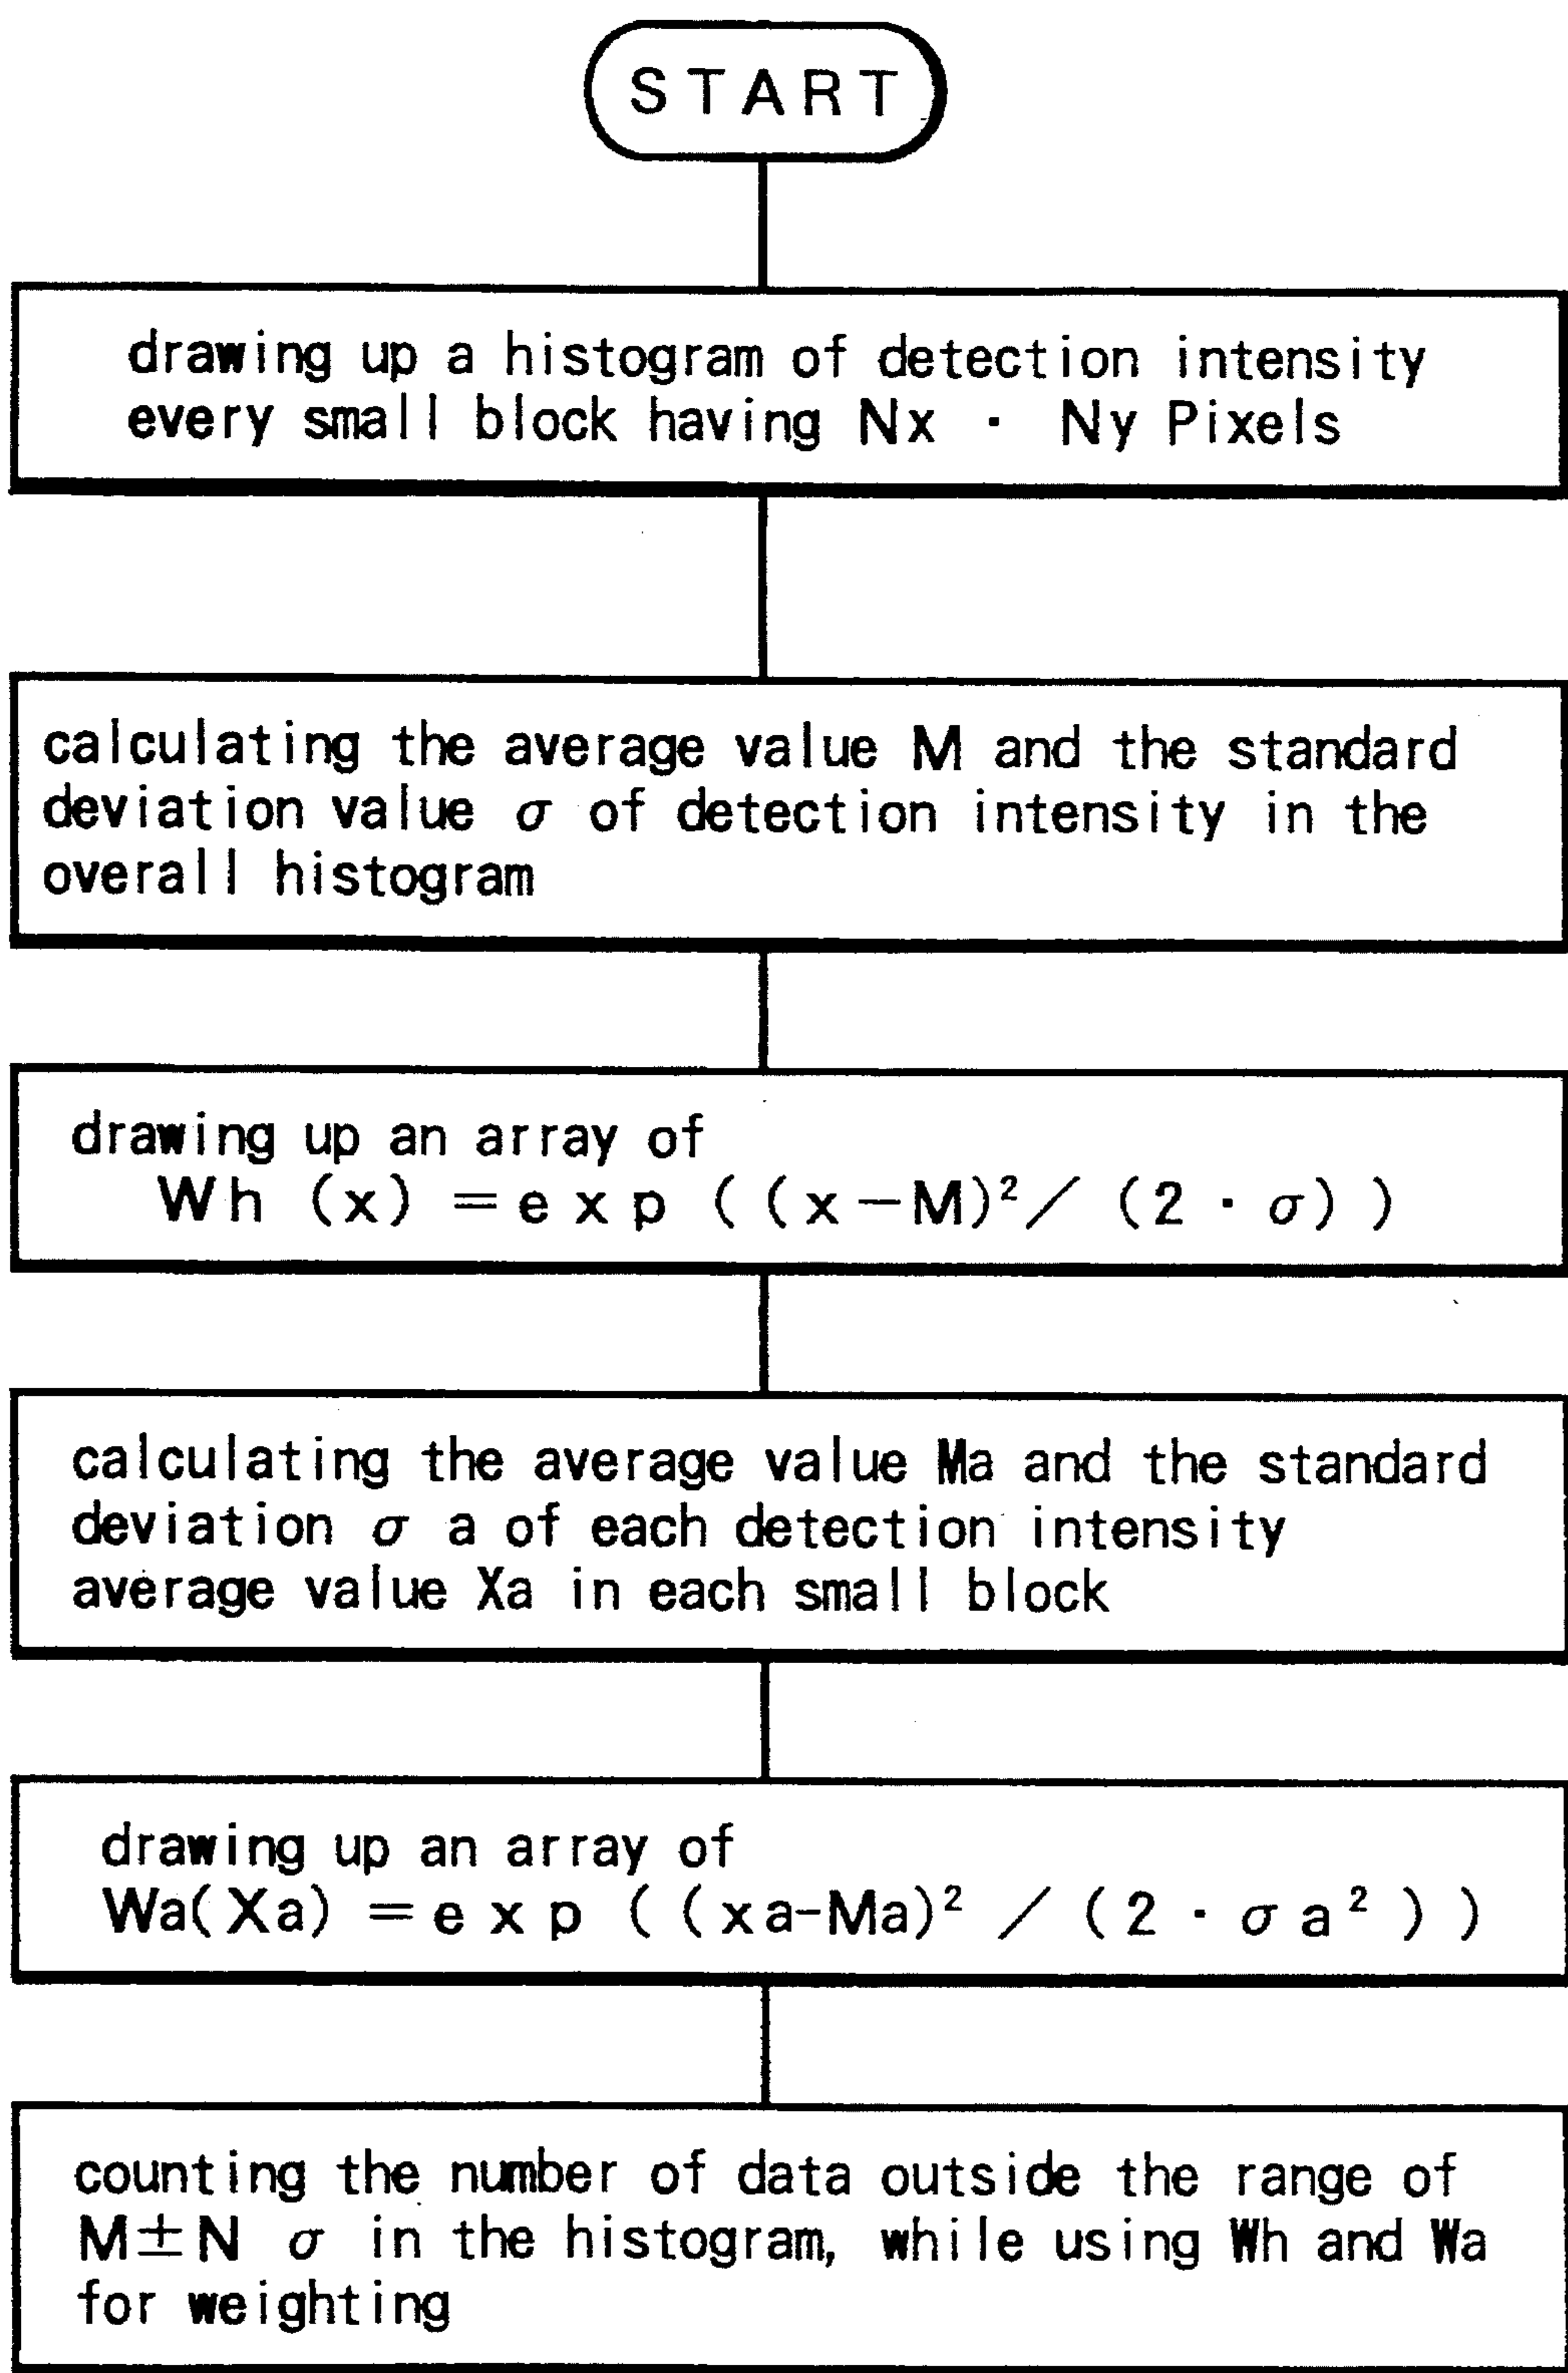 START
drawing up a histogram of detection intensity
every small block having Nx · Ny Pixels
calculating the average value M and the standard
deviation value σ of detection intensity in the
overall histogram
drawing up an array of
Wh (x) = exp ((x-M)²/ (2 · σ))
calculating the average value Ma and the standard
deviation σ a of each detection intensity
average value Xa in each small block
drawing up an array of
Wa(Xa) = exp ((xa-Ma)² / (2 · σ a²))
counting the number of data outside the range of
M±N σ in the histogram, while using Wh and Wa
for weighting